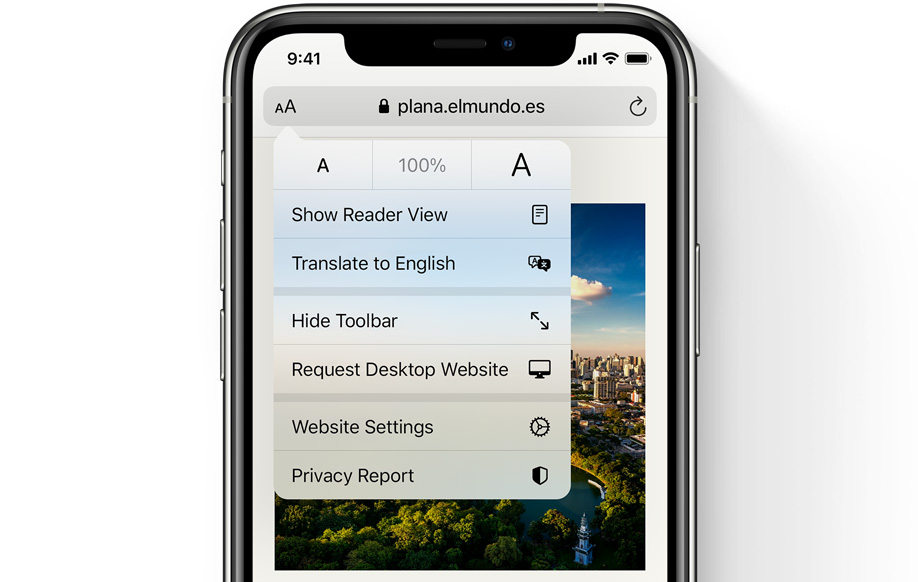 9:41
AA
plana.elmundo.es
A
100%
A
Show Reader View
Translate to English
Hide Toolbar
Request Desktop Website
Website Settings
Privacy Report